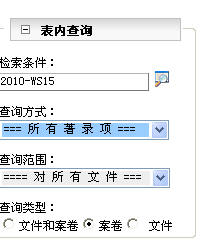 表内查询
检索条件：
2010-WS15
查询方式：
=== 所 有 著 录 项 ===
查询范围：
==== 对 所 有 文 件 ===
查询类型：
文件和案卷 案卷 文件